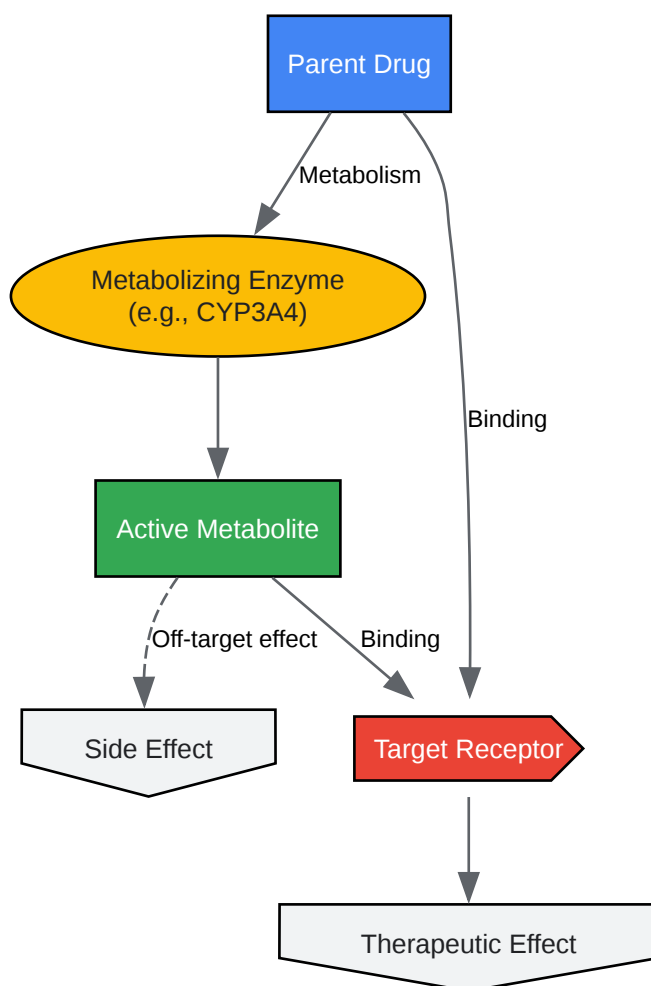 Parent Drug
Metabolism
Metabolizing Enzyme
(e.g., CYP3A4)
Binding
Active Metabolite
Off-target effect
Binding
Side Effect
Target Receptor
Therapeutic Effect